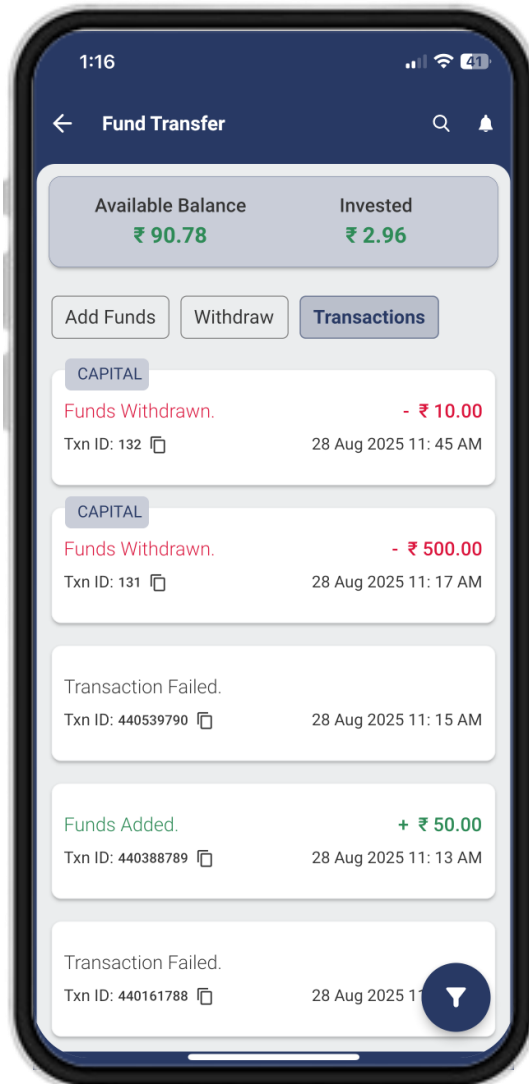 1:16
41
Fund Transfer
Available Balance Invested
₹ 90.78 ₹ 2.96
Add Funds Withdraw Transactions
CAPITAL
Funds Withdrawn. - ₹ 10.00
Txn ID: 132 28 Aug 2025 11: 45 AM
CAPITAL
Funds Withdrawn. - ₹ 500.00
Txn ID: 131 28 Aug 2025 11: 17 AM
Transaction Failed.
Txn ID: 440539790 28 Aug 2025 11: 15 AM
Funds Added. + ₹ 50.00
Txn ID: 440388789 28 Aug 2025 11: 13 AM
Transaction Failed.
Txn ID: 440161788 28 Aug 2025